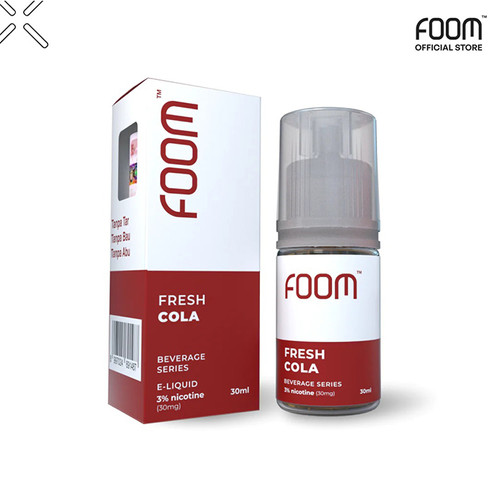 FOOM™
OFFICIAL STORE
FOOM™
Tanpa Tar
Tanpa Bau
Tanpa Abu
FRESH
COLA
BEVERAGE
SERIES
E-LIQUID
3% nicotine
(30mg)
30ml
FOOM™
FRESH
COLA
BEVERAGE SERIES
3% nicotine (30mg)
30ml